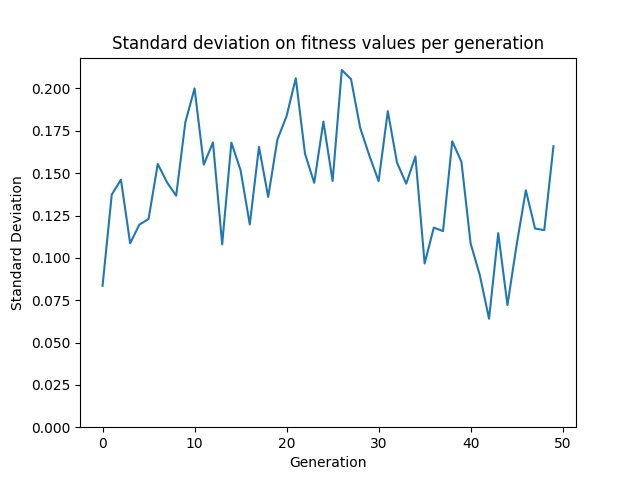 Standard deviation on fitness values per generation
0.200
0.175
0.150
0.125
0.100
0.075
0.050
0.025
0.000
Standard Deviation
0 10 20 30 40 50
Generation